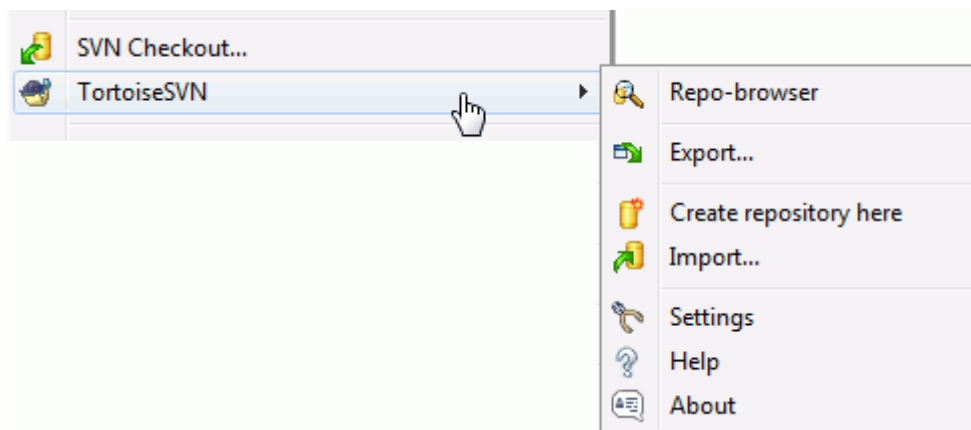 SVN Checkout...
TortoiseSVN
Repo-browser
Export...
Create repository here
Import...
Settings
Help
About